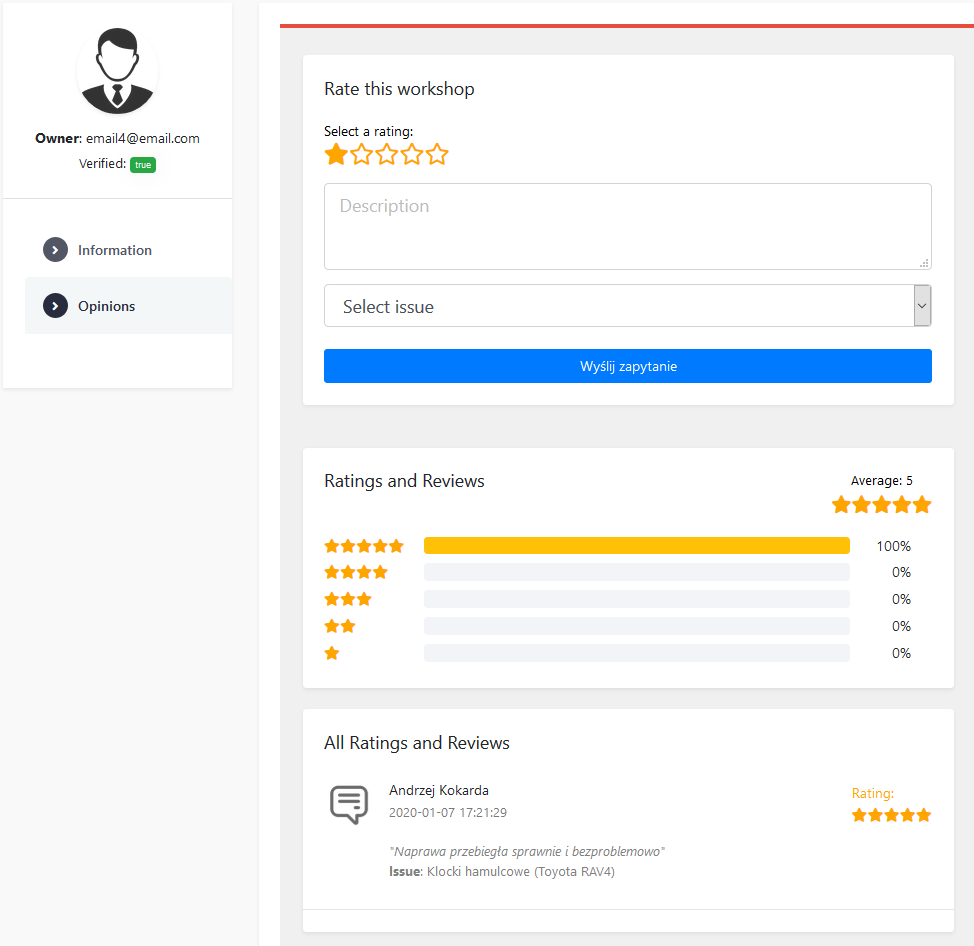 Owner: email4@email.com
Verified: true
Information
Opinions
Rate this workshop
Select a rating:
Description
Select issue
Wyślij zapytanie
Ratings and Reviews
Average: 5
100%
0%
0%
0%
0%
All Ratings and Reviews
Andrzej Kokarda
2020-01-07 17:21:29
Rating:
"Naprawa przebiegła sprawnie i bezproblemowo"
Issue: Klocki hamulcowe (Toyota RAV4)